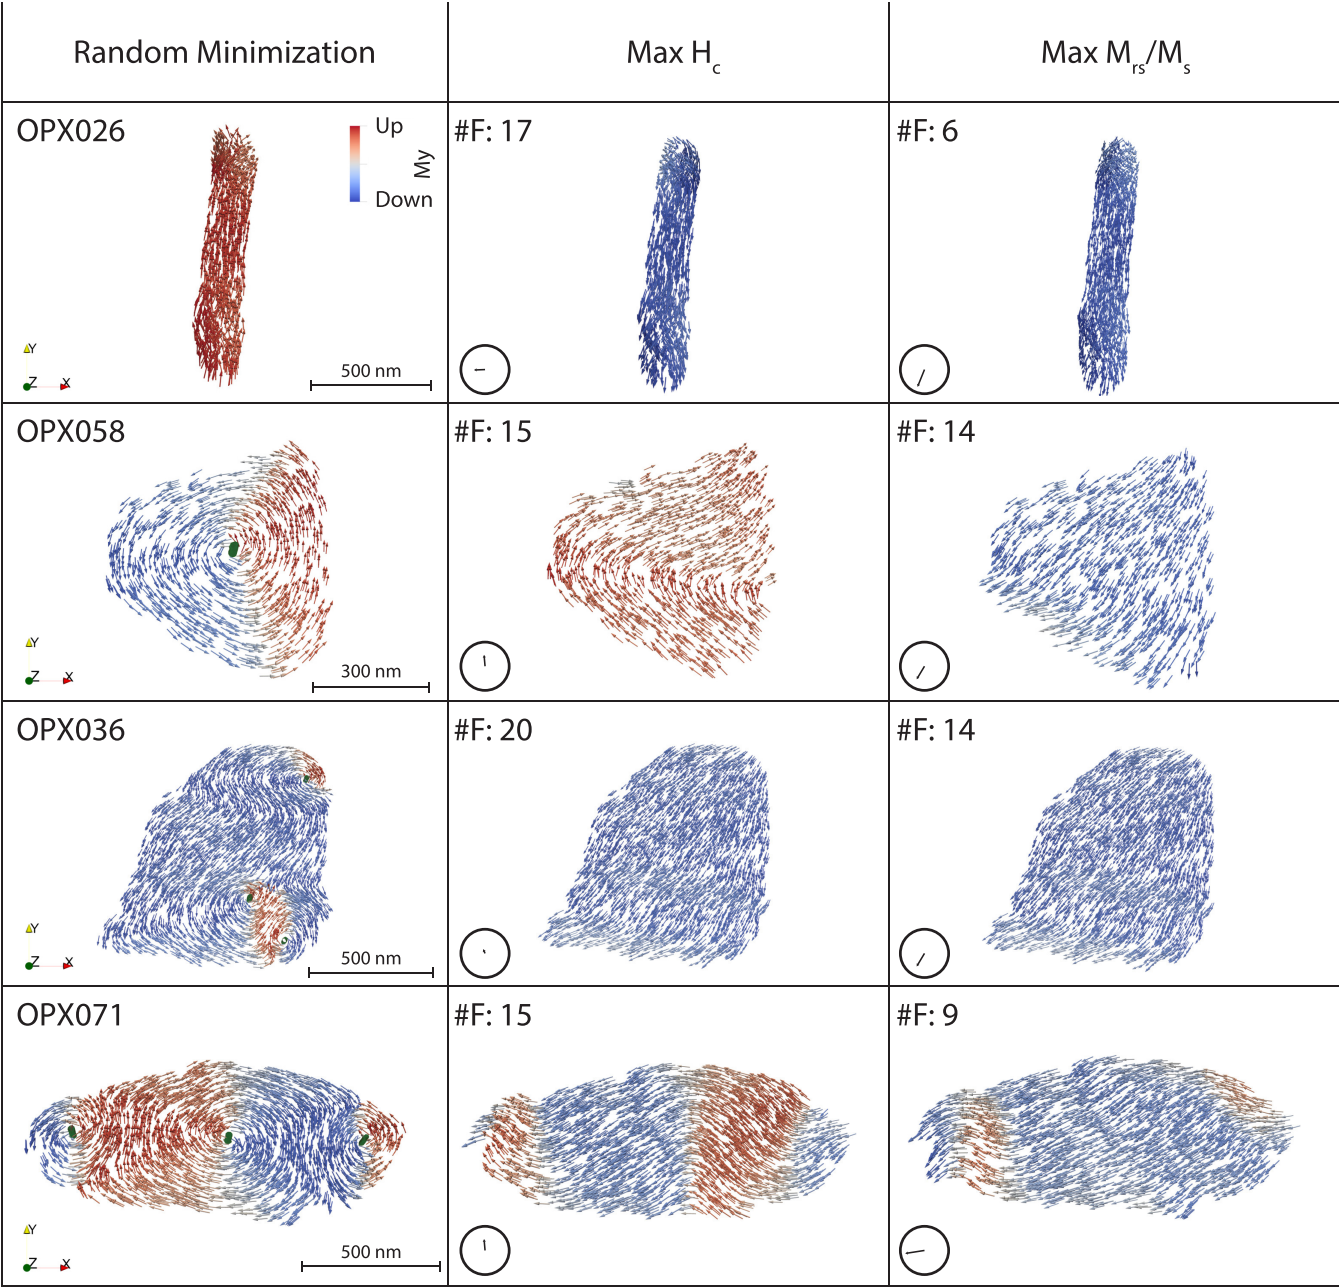 Random Minimization
Max Hc
Max Mrs/Ms
OPX026
Up
My
Down
Y
Z X
500 nm
#F: 17
#F: 6
OPX058
Y
Z X
300 nm
#F: 15
#F: 14
OPX036
Y
Z X
500 nm
#F: 20
#F: 14
OPX071
Y
Z X
500 nm
#F: 15
#F: 9